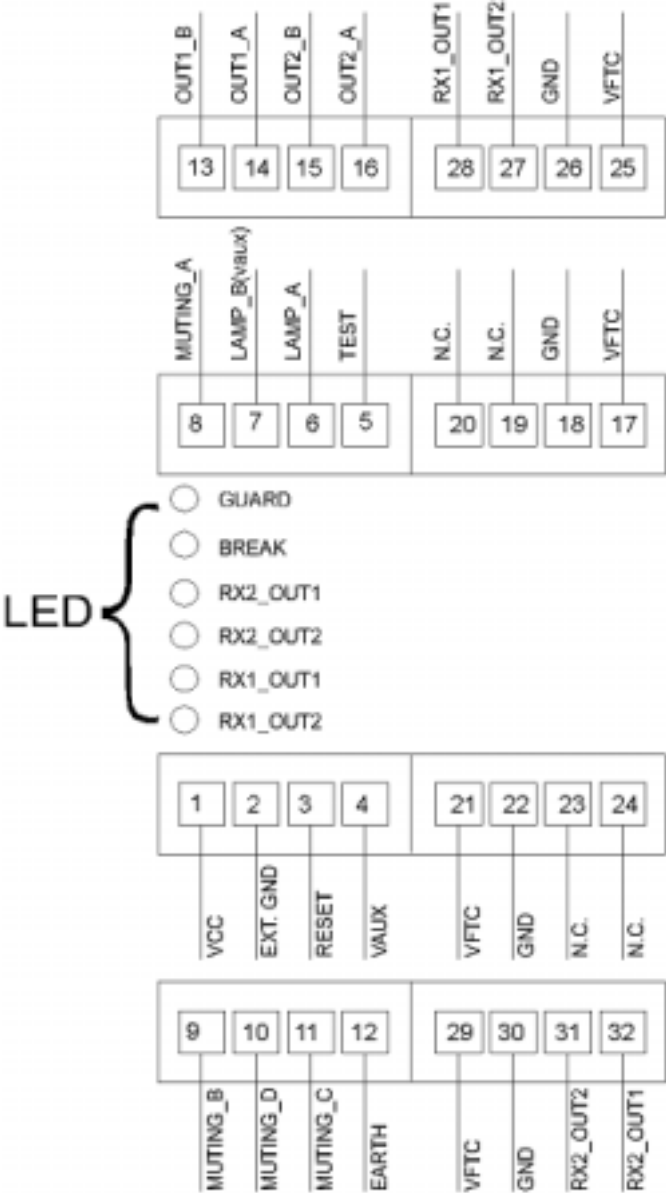 OUT1_B OUT1_A OUT2_B OUT2_A RX1_OUT1 RX1_OUT2 GND VFTC
13 14 15 16 28 27 26 25
MUTING_A LAMP_B(vaux) LAMP_A TEST N.C. N.C. GND VFTC
8 7 6 5 20 19 18 17
GUARD
BREAK
RX2_OUT1
LED
RX2_OUT2
RX1_OUT1
RX1_OUT2
1 2 3 4 21 22 23 24
VCC EXT. GND RESET VAUX VFTC GND N.C. N.C.
9 10 11 12 29 30 31 32
MUTING_B MUTING_D MUTING_C EARTH VFTC GND RX2_OUT2 RX2_OUT1